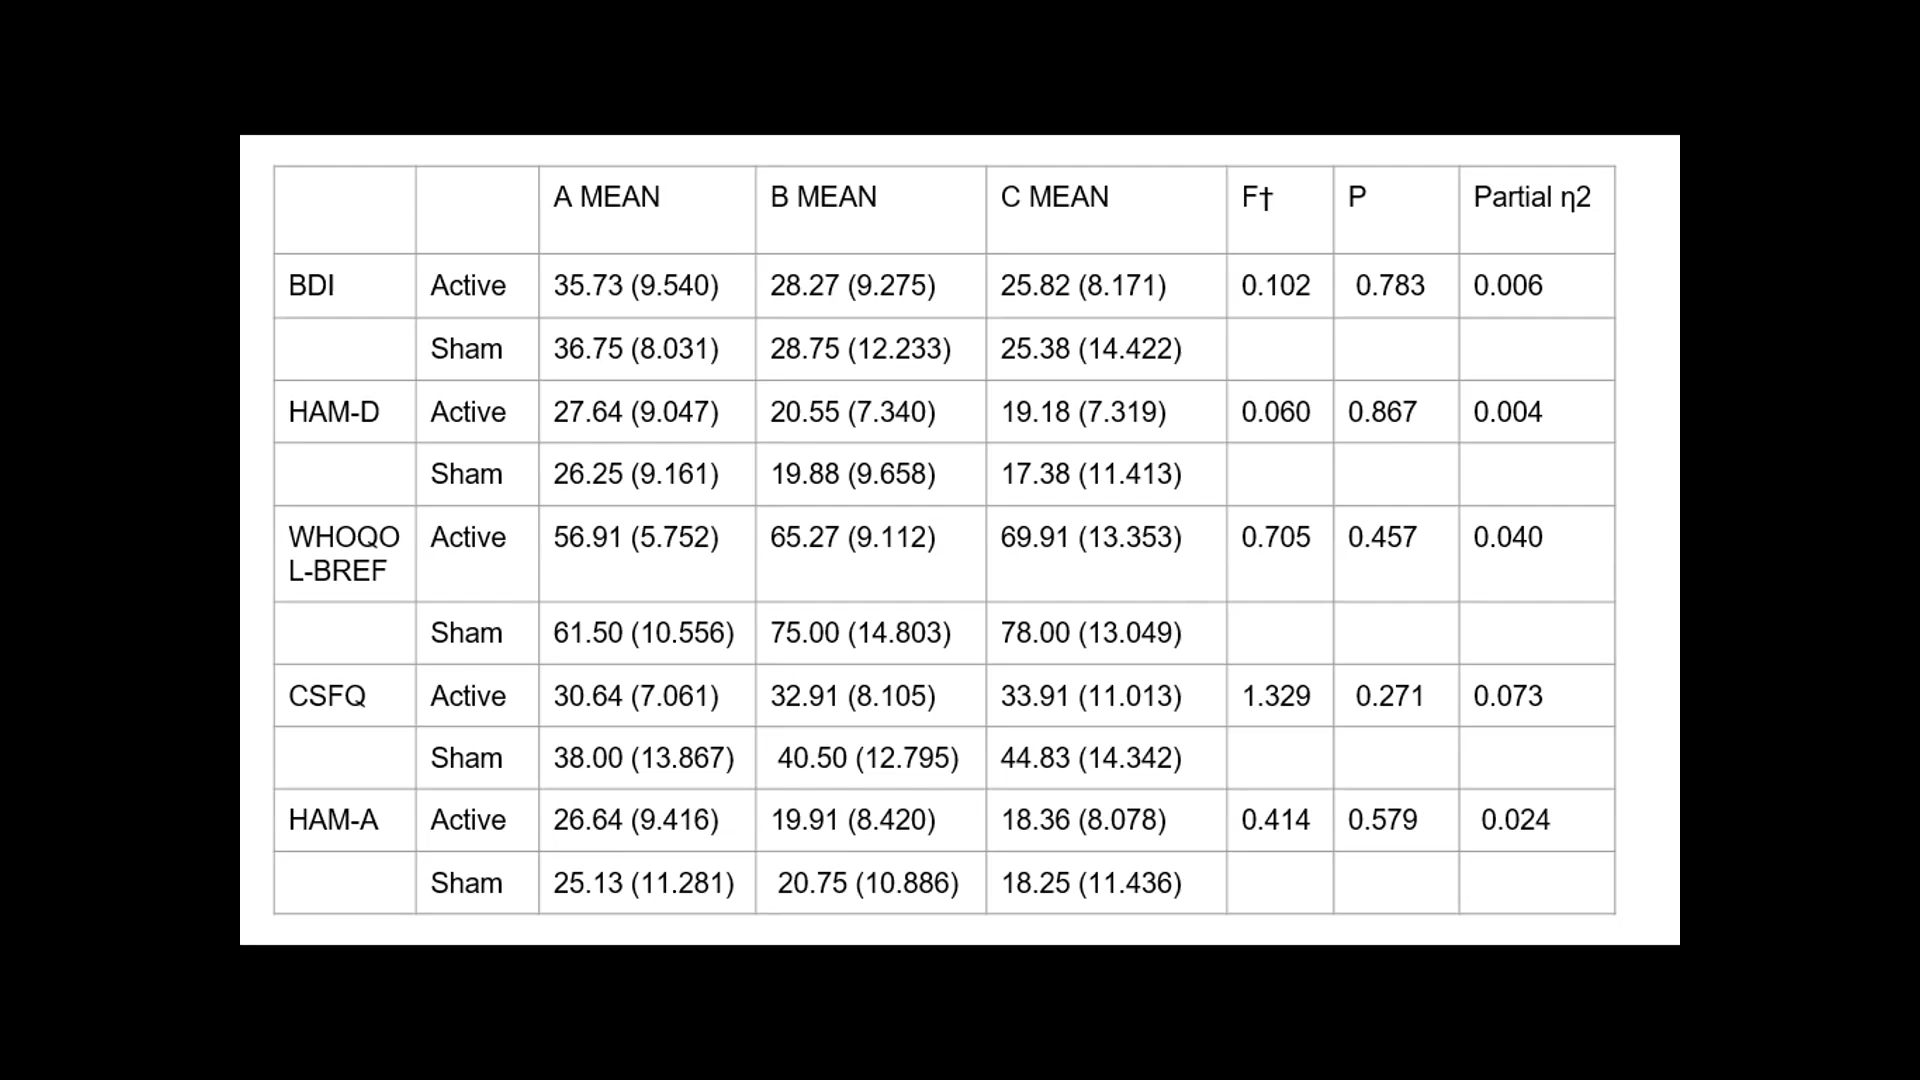 A MEAN B MEAN C MEAN F† P Partial η2
BDI Active 35.73 (9.540) 28.27 (9.275) 25.82 (8.171) 0.102 0.783 0.006
Sham 36.75 (8.031) 28.75 (12.233) 25.38 (14.422)
HAM-D Active 27.64 (9.047) 20.55 (7.340) 19.18 (7.319) 0.060 0.867 0.004
Sham 26.25 (9.161) 19.88 (9.658) 17.38 (11.413)
WHOQO Active 56.91 (5.752) 65.27 (9.112) 69.91 (13.353) 0.705 0.457 0.040
L-BREF
Sham 61.50 (10.556) 75.00 (14.803) 78.00 (13.049)
CSFQ Active 30.64 (7.061) 32.91 (8.105) 33.91 (11.013) 1.329 0.271 0.073
Sham 38.00 (13.867) 40.50 (12.795) 44.83 (14.342)
HAM-A Active 26.64 (9.416) 19.91 (8.420) 18.36 (8.078) 0.414 0.579 0.024
Sham 25.13 (11.281) 20.75 (10.886) 18.25 (11.436)